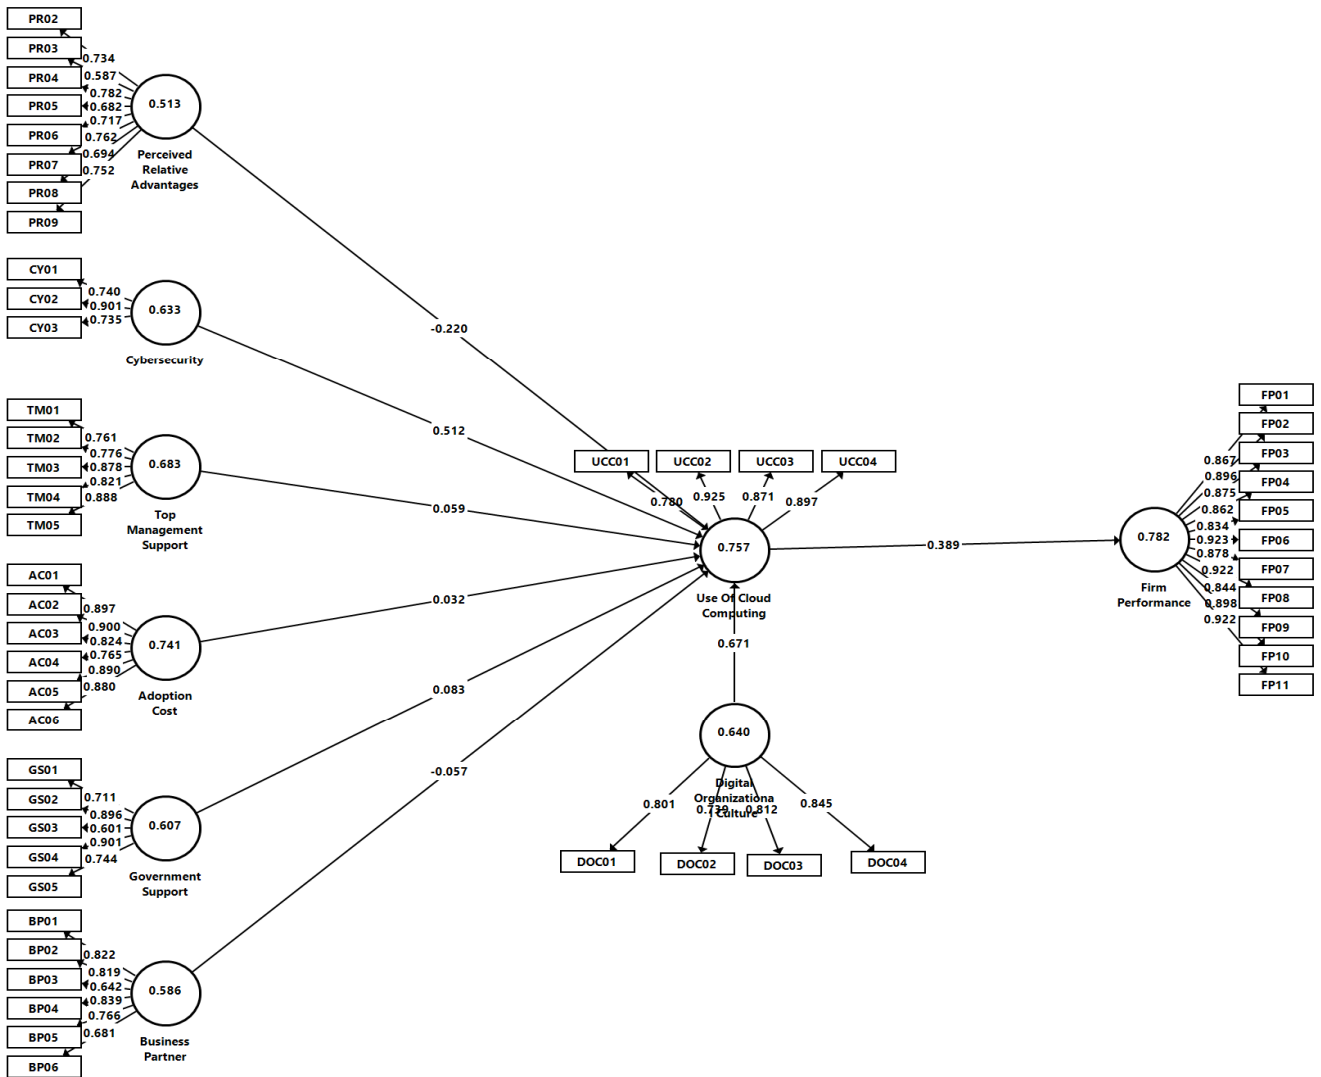 PR02
PR03
PR04
PR05
PR06
PR07
PR08
PR09
0.734
0.587
0.782
0.682
0.717
0.762
0.694
0.752
0.513
Perceived
Relative
Advantages
CY01
CY02
CY03
0.740
0.901
0.735
0.633
Cybersecurity
TM01
TM02
TM03
TM04
TM05
0.761
0.776
0.878
0.821
0.888
0.683
Top
Management
Support
AC01
AC02
AC03
AC04
AC05
AC06
0.897
0.900
0.824
0.765
0.890
0.880
0.741
Adoption
Cost
GS01
GS02
GS03
GS04
GS05
0.711
0.896
0.601
0.901
0.744
0.607
Government
Support
BP01
BP02
BP03
BP04
BP05
BP06
0.822
0.819
0.642
0.839
0.766
0.681
0.586
Business
Partner
-0.220
0.512
0.059
0.032
0.083
-0.057
UCC01
UCC02
UCC03
UCC04
0.780
0.925
0.871
0.897
0.757
Use Of Cloud
Computing
0.671
0.640
Digital
Organizationa
l Culture
0.801
0.739
0.812
0.845
DOC01
DOC02
DOC03
DOC04
0.389
0.782
Firm
Performance
0.867
0.896
0.875
0.862
0.834
0.923
0.878
0.922
0.844
0.898
0.922
FP01
FP02
FP03
FP04
FP05
FP06
FP07
FP08
FP09
FP10
FP11